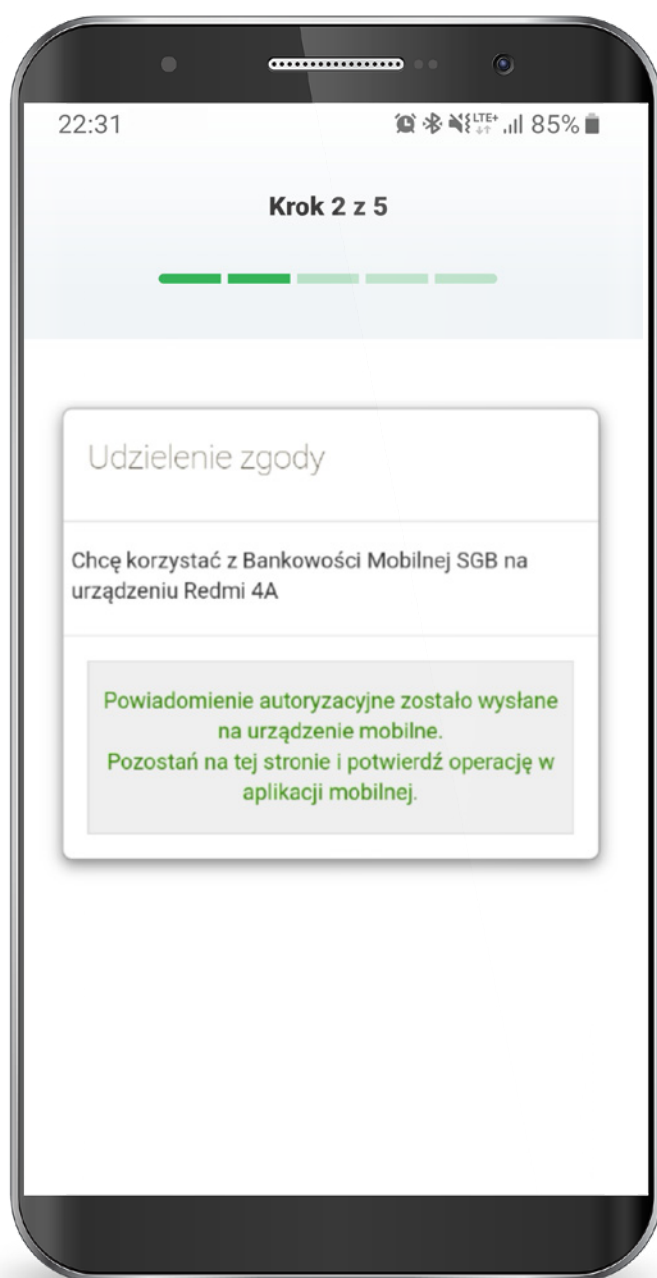 22:31
LTE+ 85%
Krok 2 z 5
Udzielenie zgody
Chcę korzystać z Bankowości Mobilnej SGB na
urządzeniu Redmi 4A
Powiadomienie autoryzacyjne zostało wysłane
na urządzenie mobilne.
Pozostań na tej stronie i potwierdź operację w
aplikacji mobilnej.